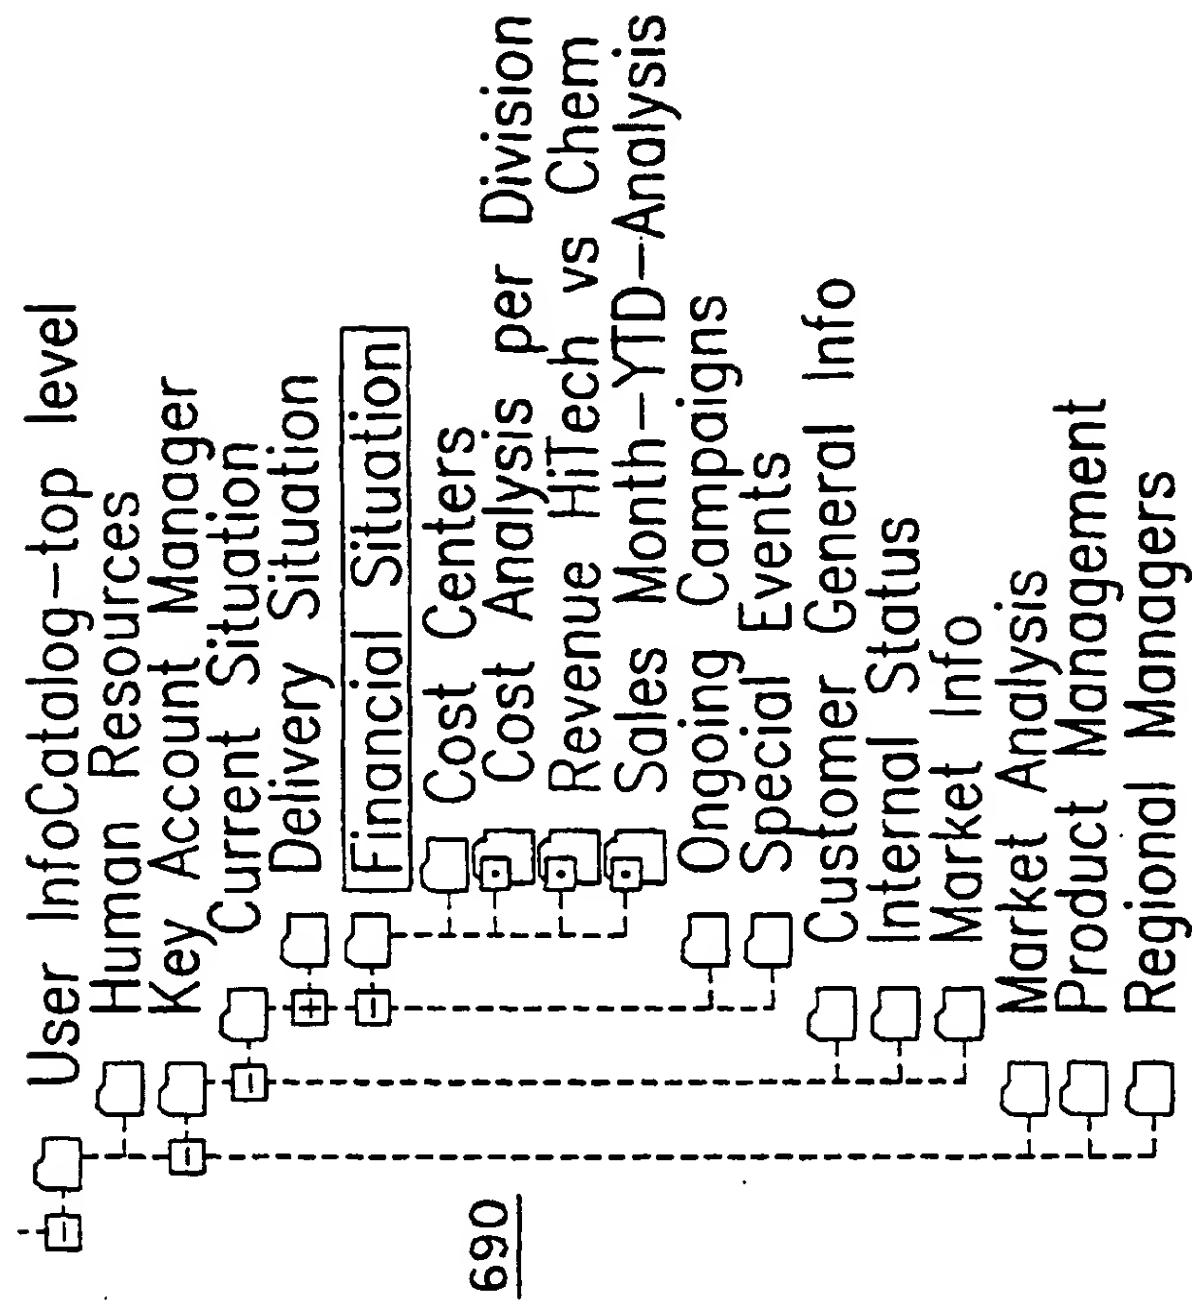 User InfoCatalog-top level
Human Resources
Key Account Manager
Current Situation
Delivery Situation
Financial Situation
Cost Centers
Cost Analysis per Division
Revenue HiTech vs Chem
Sales Month-YTD-Analysis
Ongoing Campaigns
Special Events
Customer General Info
Internal Status
Market Info
Market Analysis
Product Management
Regional Managers
690